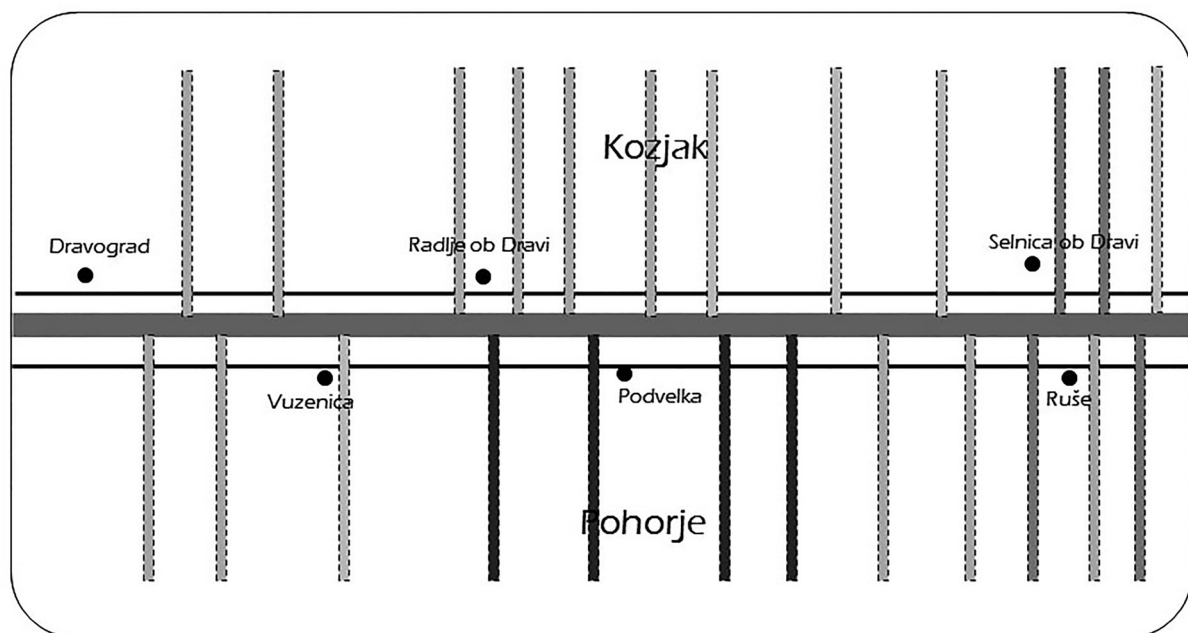 Kozjak
Dravograd
Radlje ob Dravi
Selnica ob Dravi
Vuzenica
Podvelka
Ruše
Pohorje